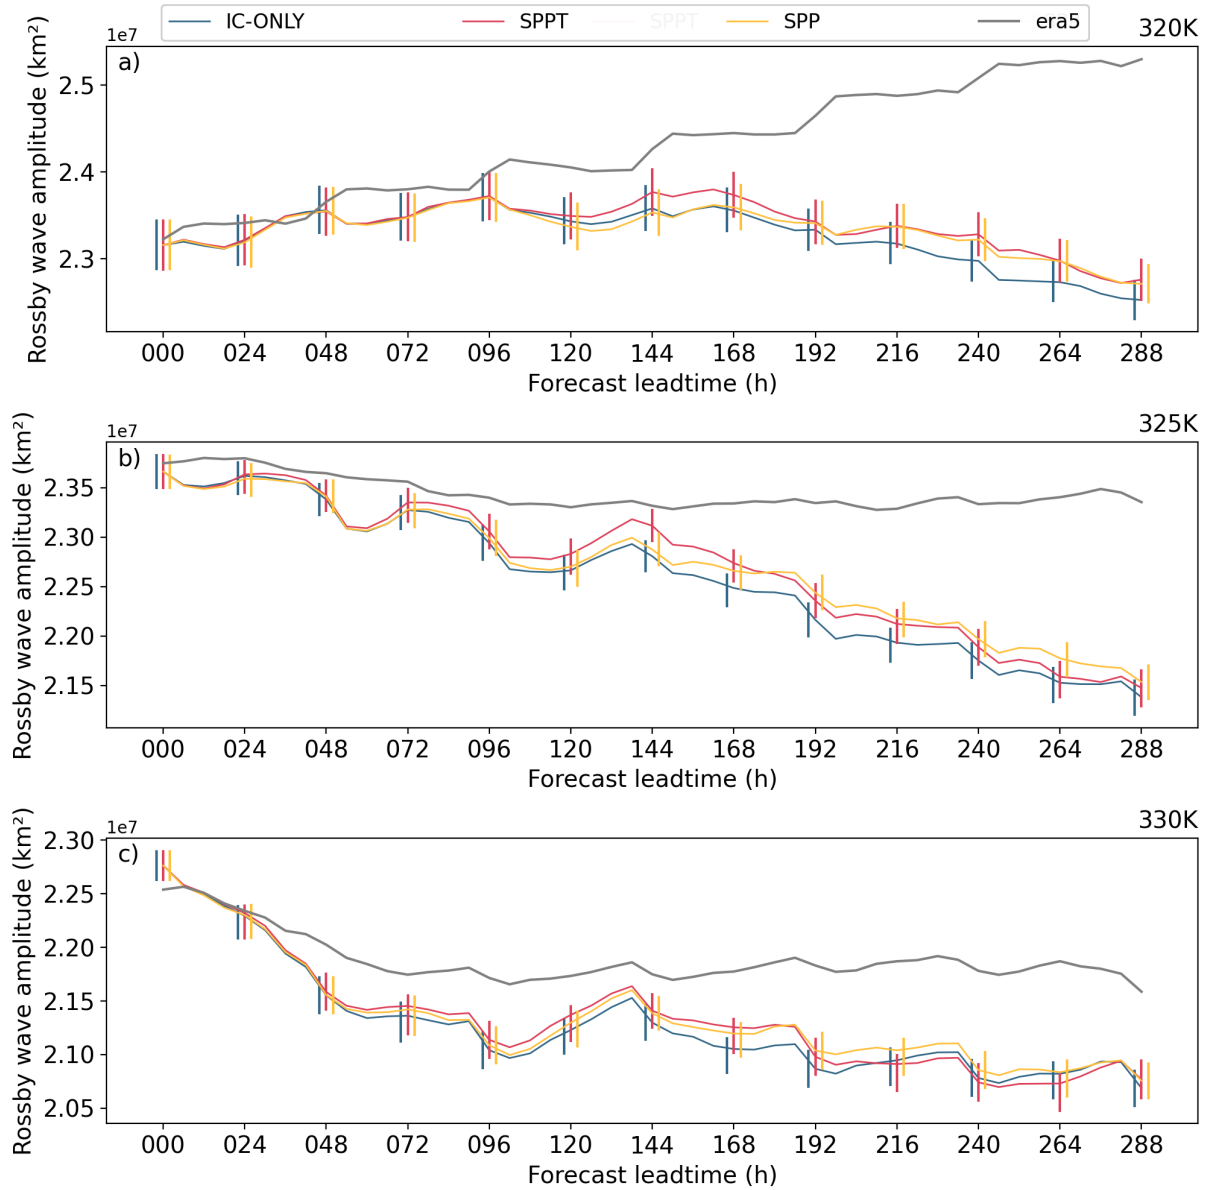 IC-ONLY SPPT SPPT SPP era5
1e7 320K
a)
Rossby wave amplitude (km²)
2.5
2.4
2.3
000 024 048 072 096 120 144 168 192 216 240 264 288
Forecast leadtime (h)
1e7 325K
b)
Rossby wave amplitude (km²)
2.35
2.30
2.25
2.20
2.15
000 024 048 072 096 120 144 168 192 216 240 264 288
Forecast leadtime (h)
1e7 330K
c)
Rossby wave amplitude (km²)
2.30
2.25
2.20
2.15
2.10
2.05
000 024 048 072 096 120 144 168 192 216 240 264 288
Forecast leadtime (h)